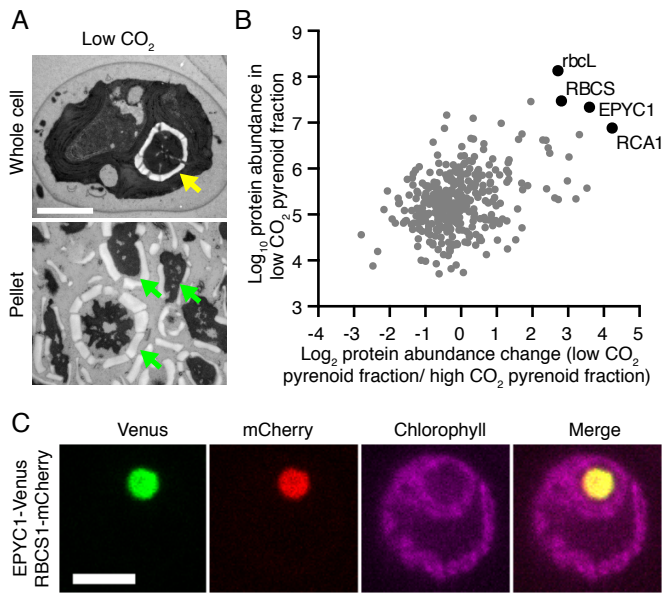 A
Low CO₂
Whole cell
Pellet
B
Log₁₀ protein abundance in
low CO₂ pyrenoid fraction
9
8
7
6
5
4
3
rbcL
RBCS
EPYC1
RCA1
-4 -3 -2 -1 0 1 2 3 4 5
Log₂ protein abundance change (low CO₂
pyrenoid fraction/ high CO₂ pyrenoid fraction)
C
Venus mCherry Chlorophyll Merge
EPYC1-Venus
RBCS1-mCherry